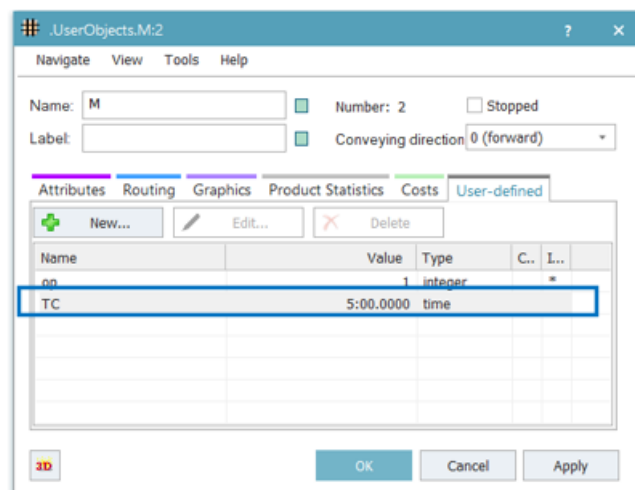 .UserObjects.M:2 ? ×
Navigate View Tools Help
Name: M Number: 2 Stopped
Label: Conveying direction 0 (forward)
Attributes Routing Graphics Product Statistics Costs User-defined
New... Edit... Delete
Name Value Type C.. I...
op 1 integer *
TC 5:00.0000 time
3D OK Cancel Apply